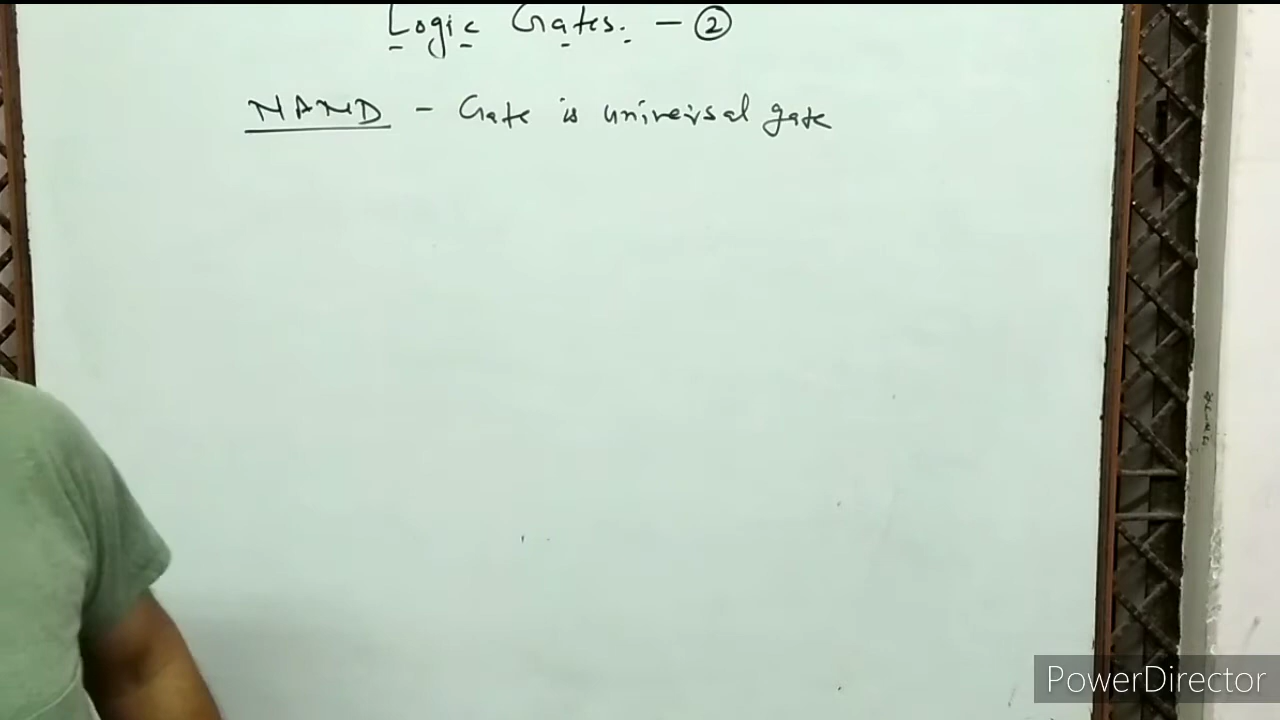 Logic Gates. - ②
NAND - Gate is universal gate
PowerDirector